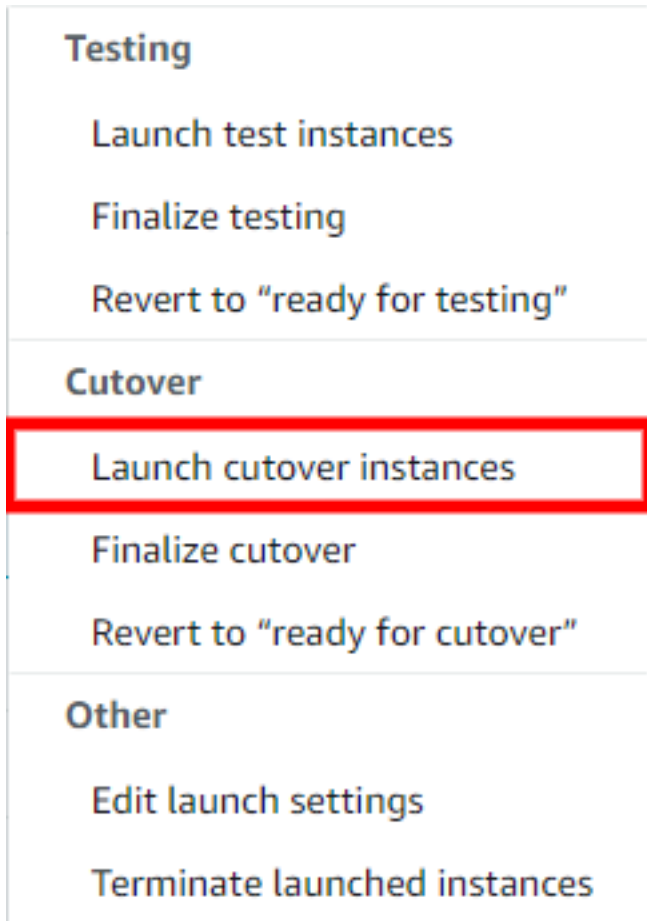 Testing
Launch test instances
Finalize testing
Revert to “ready for testing”
Cutover
Launch cutover instances
Finalize cutover
Revert to “ready for cutover”
Other
Edit launch settings
Terminate launched instances